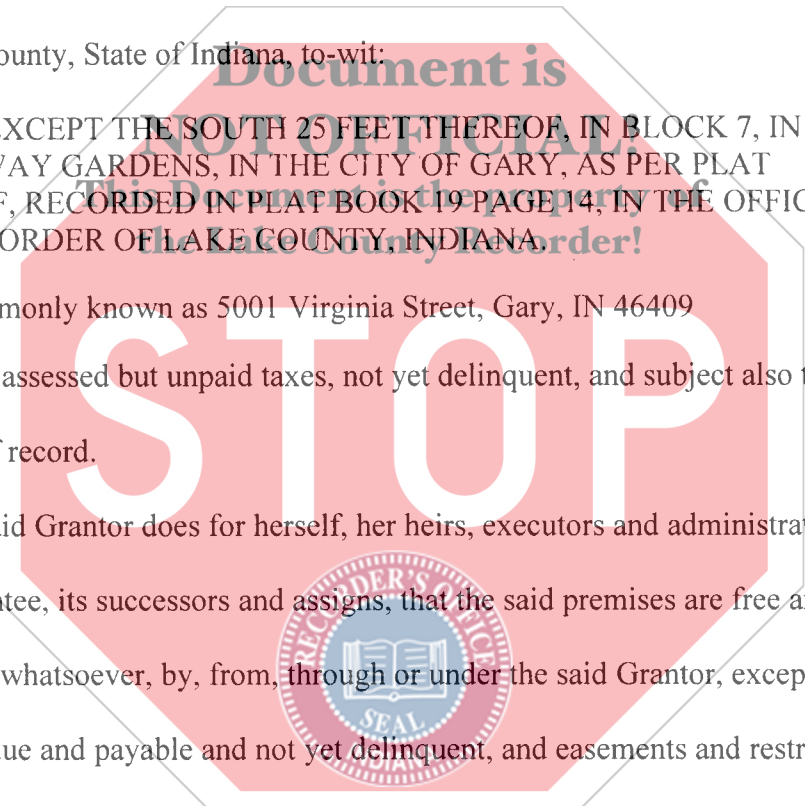 ounty, State of Indiana, to-wit:
Document is
EXCEPT THE SOUTH 25 FEET THEREOF, IN BLOCK 7, IN
NOT OFFICIAL!
WAY GARDENS, IN THE CITY OF GARY, AS PER PLAT
This Document is the property of
F, RECORDED IN PLAT BOOK 19 PAGE 14, IN THE OFFIC
ORDER OF LAKE COUNTY, INDIANA.
the Lake County Recorder!
monly known as 5001 Virginia Street, Gary, IN 46409
STOP
assessed but unpaid taxes, not yet delinquent, and subject also t
f record.
id Grantor does for herself, her heirs, executors and administra
ntee, its successors and assigns, that the said premises are free a
whatsoever, by, from, through or under the said Grantor, excep
ue and payable and not yet delinquent, and easements and restr
RECORDER'S OFFICE
SEAL
INDIANA